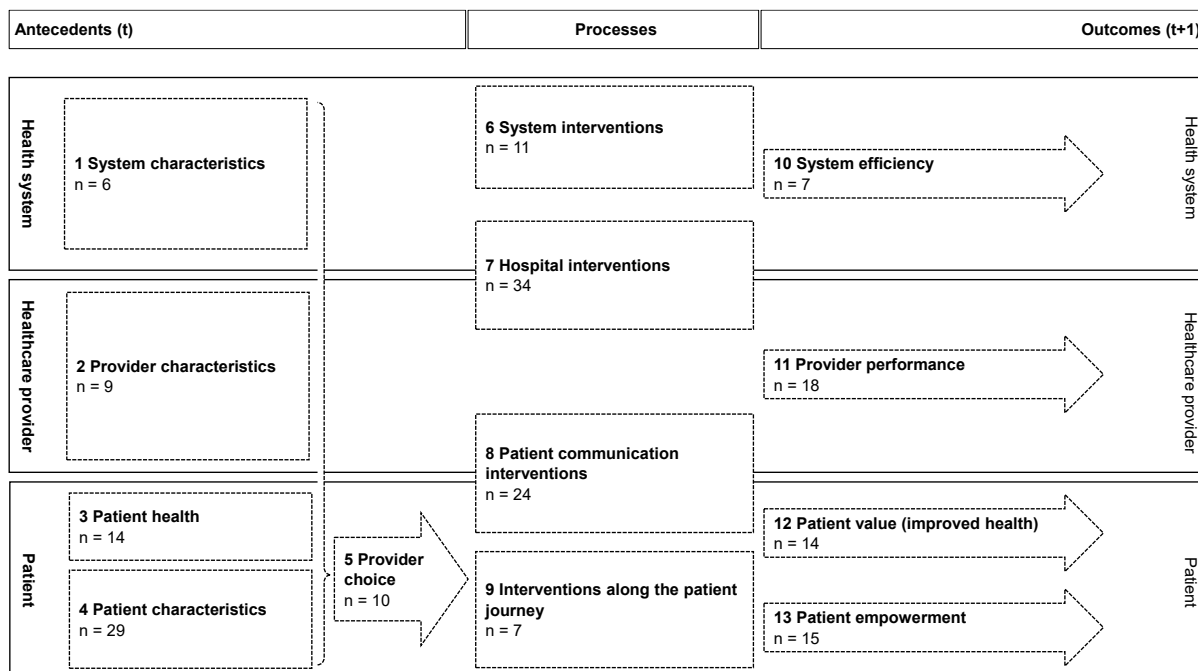 Antecedents (t)
Processes
Outcomes (t+1)
Health system
1 System characteristics
n = 6
6 System interventions
n = 11
10 System efficiency
n = 7
Health system
7 Hospital interventions
n = 34
Healthcare provider
2 Provider characteristics
n = 9
11 Provider performance
n = 18
Healthcare provider
8 Patient communication
interventions
n = 24
Patient
3 Patient health
n = 14
4 Patient characteristics
n = 29
5 Provider
choice
n = 10
9 Interventions along the patient
journey
n = 7
12 Patient value (improved health)
n = 14
13 Patient empowerment
n = 15
Patient